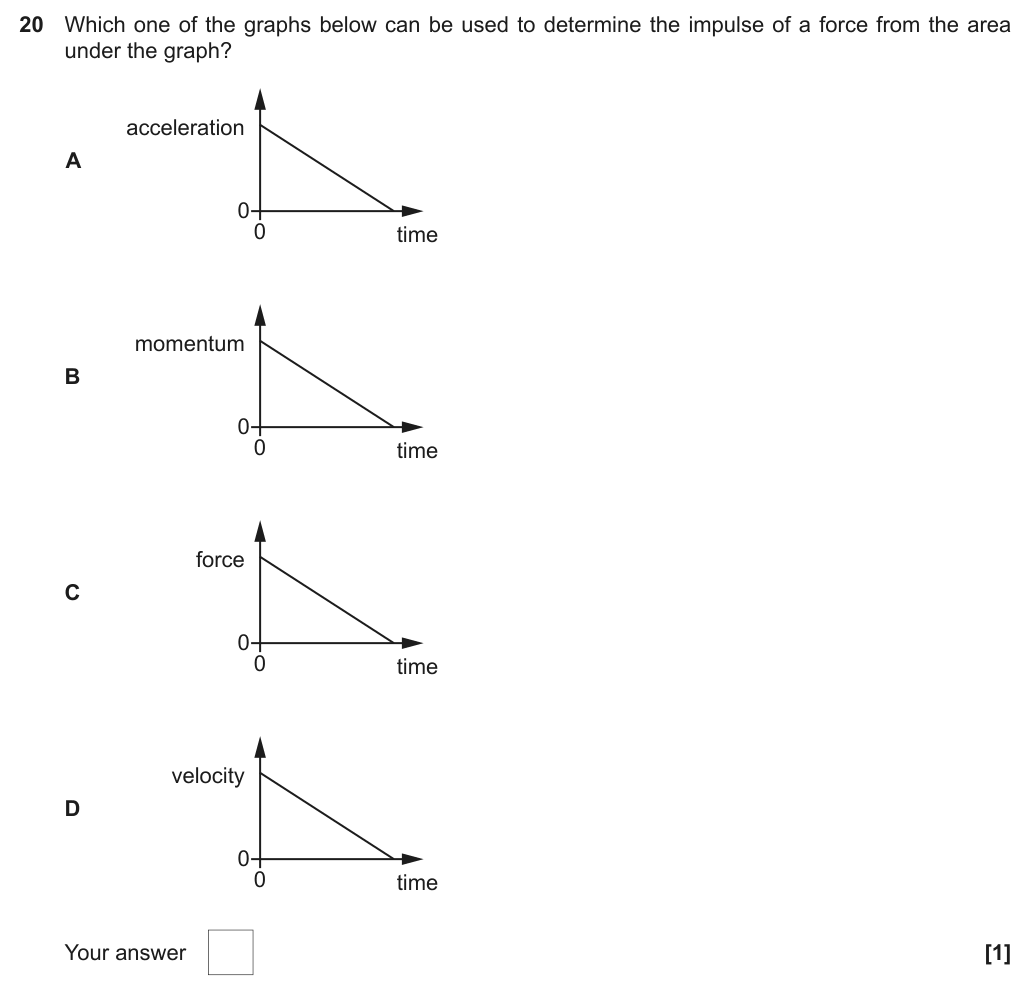 20 Which one of the graphs below can be used to determine the impulse of a force from the area
under the graph?
acceleration
A
0
0
time
momentum
B
0
0
time
force
C
0
0
time
velocity
D
0
0
time
Your answer
[1]